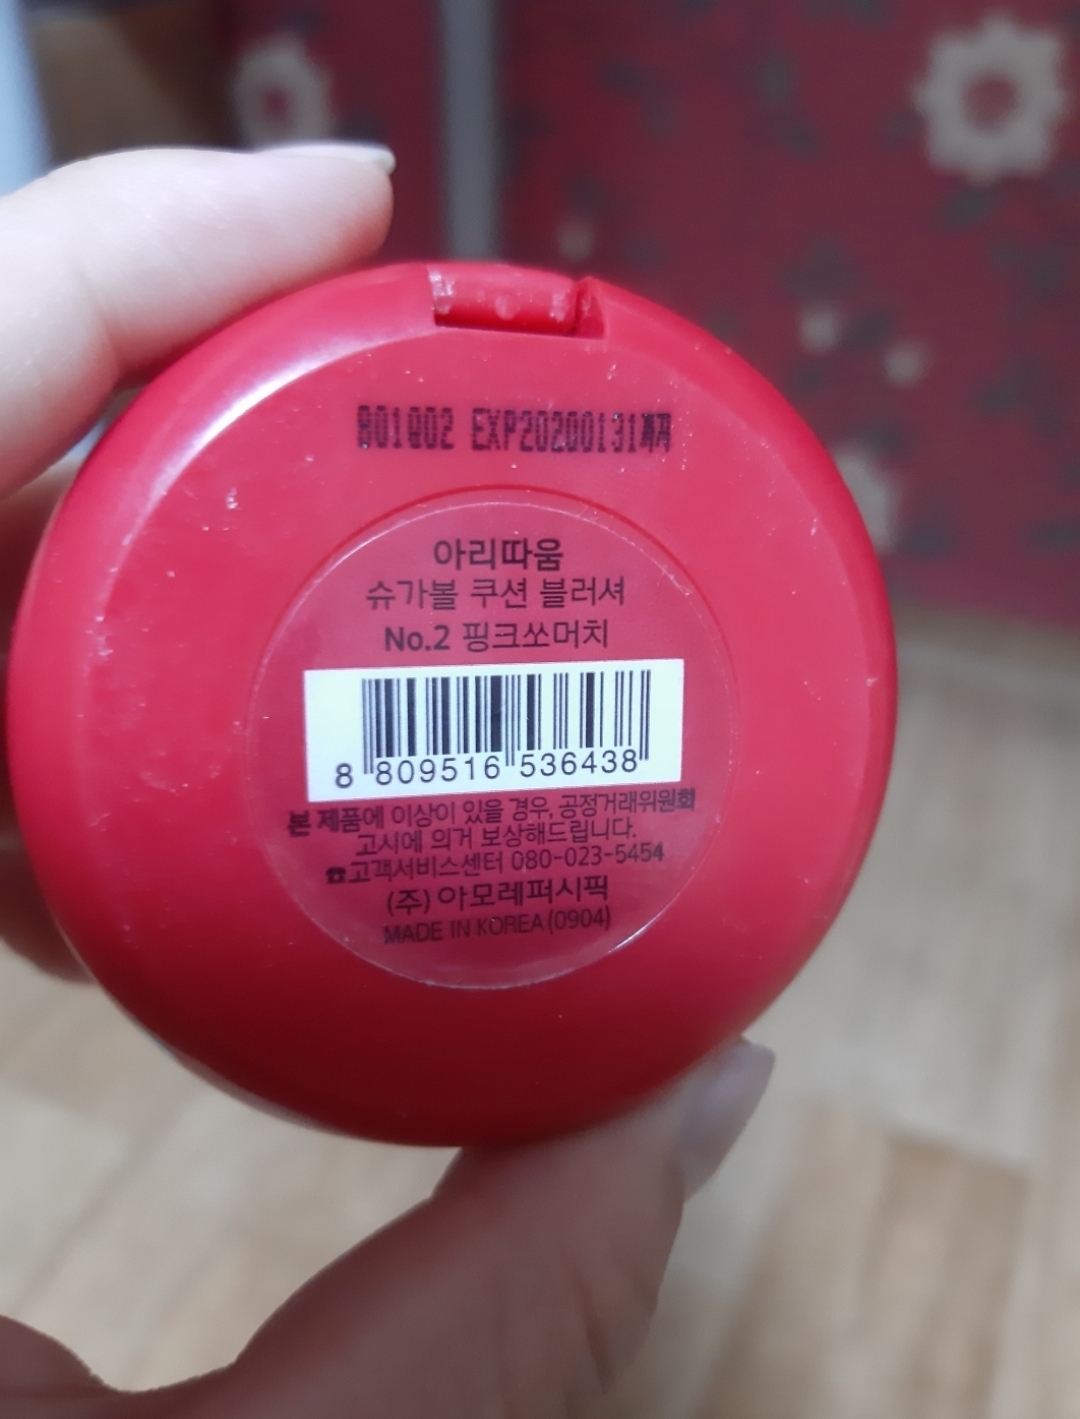 EXP20200131까지
아리따움
슈가볼 쿠션 블러셔
No.2 핑크쏘머치
8 809516 536438
본 제품에 이상이 있을 경우, 공정거래위원회
고시에 의거 보상해드립니다.
☎고객서비스센터 080-023-5454
(주) 아모레퍼시픽
MADE IN KOREA (0904)